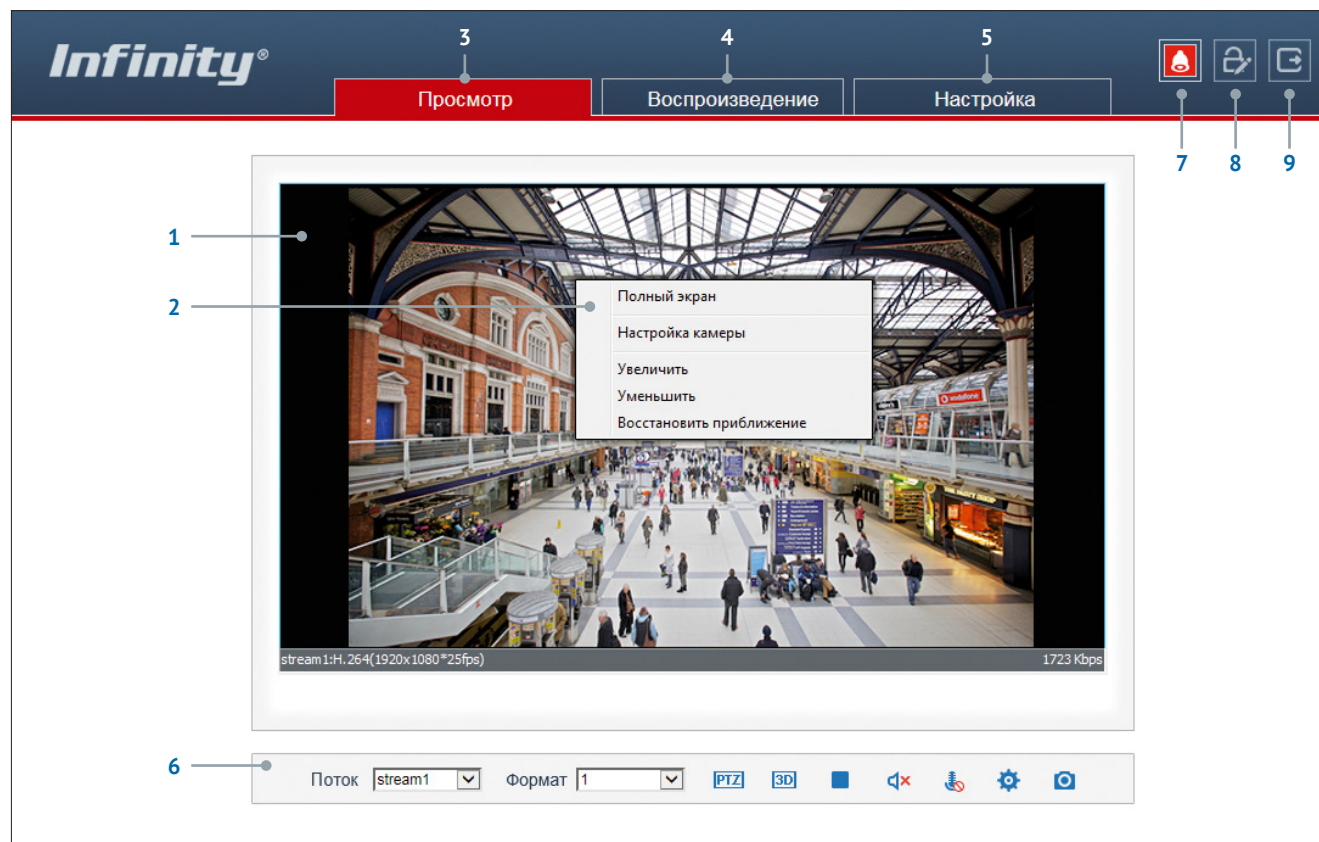 Infinity®
3
4
5
Просмотр
Воспроизведение
Настройка
7
8
9
1
2
Полный экран
Настройка камеры
Увеличить
Уменьшить
Восстановить приближение
vodafone
stream1:H.264(1920x1080*25fps)
1723 Kbps
6
Поток
stream1
Формат
1
PTZ
3D